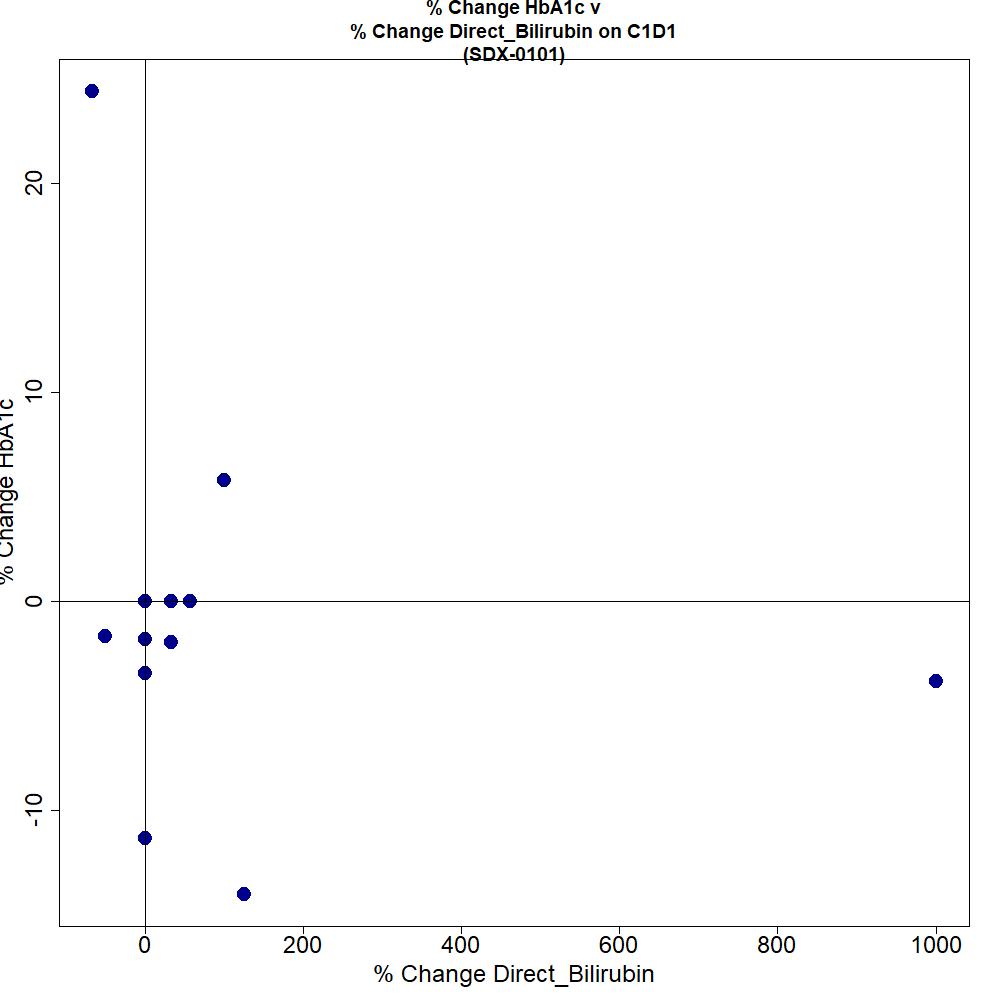 % Change HbA1c v
% Change Direct_Bilirubin on C1D1
(SDX-0101)
% Change HbA1c
20
10
0
-10
0
200
400
600
800
1000
% Change Direct_Bilirubin